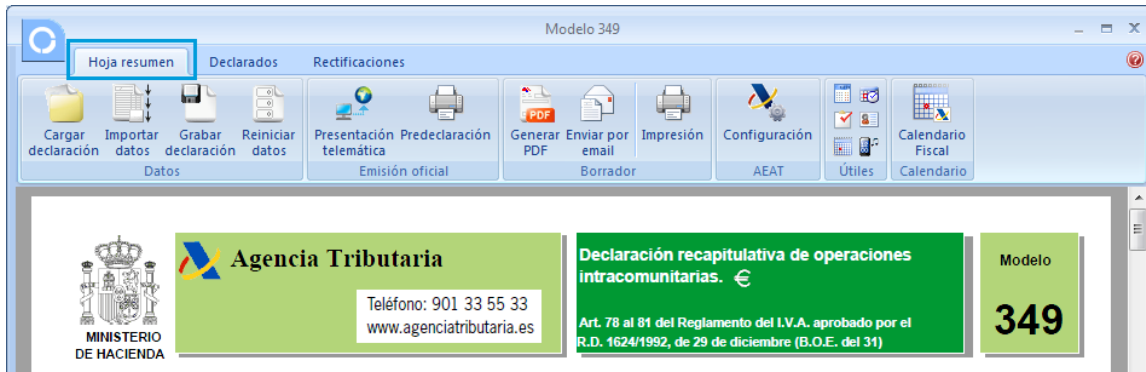 Modelo 349
Hoja resumen Declarados Rectificaciones
Cargar declaración Importar datos Grabar declaración Reiniciar datos
Datos
Presentación telemática Predeclaración
Emisión oficial
PDF
Generar PDF Enviar por email Impresión
Borrador
Configuración
AEAT
Útiles
Calendario Fiscal
Calendario
MINISTERIO
DE HACIENDA
Agencia Tributaria
Teléfono: 901 33 55 33
www.agenciatributaria.es
Declaración recapitulativa de operaciones
intracomunitarias. €
Art. 78 al 81 del Reglamento del I.V.A. aprobado por el
R.D. 1624/1992, de 29 de diciembre (B.O.E. del 31)
Modelo
349